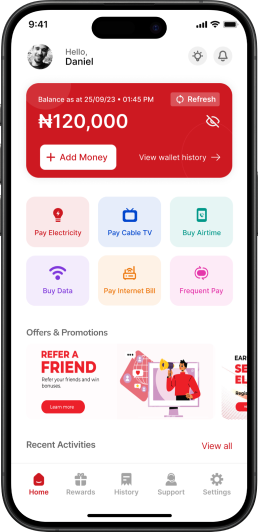 9:41
Hello,
Daniel
Balance as at 25/09/23 • 01:45 PM
Refresh
₦120,000
+ Add Money
View wallet history →
Pay Electricity
Pay Cable TV
Buy Airtime
Buy Data
Pay Internet Bill
Frequent Pay
Offers & Promotions
REFER A
FRIEND
Refer your friends and win
bonuses.
Learn more
EAR
SE
EL
Regi
Recent Activities
View all
Home
Rewards
History
Support
Settings